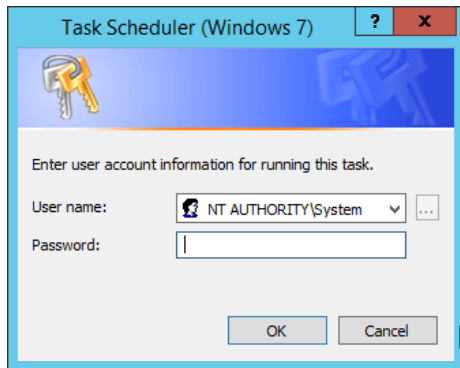 Task Scheduler (Windows 7)
?
x
Enter user account information for running this task.
User name:
NT AUTHORITY\System
...
Password:
OK
Cancel